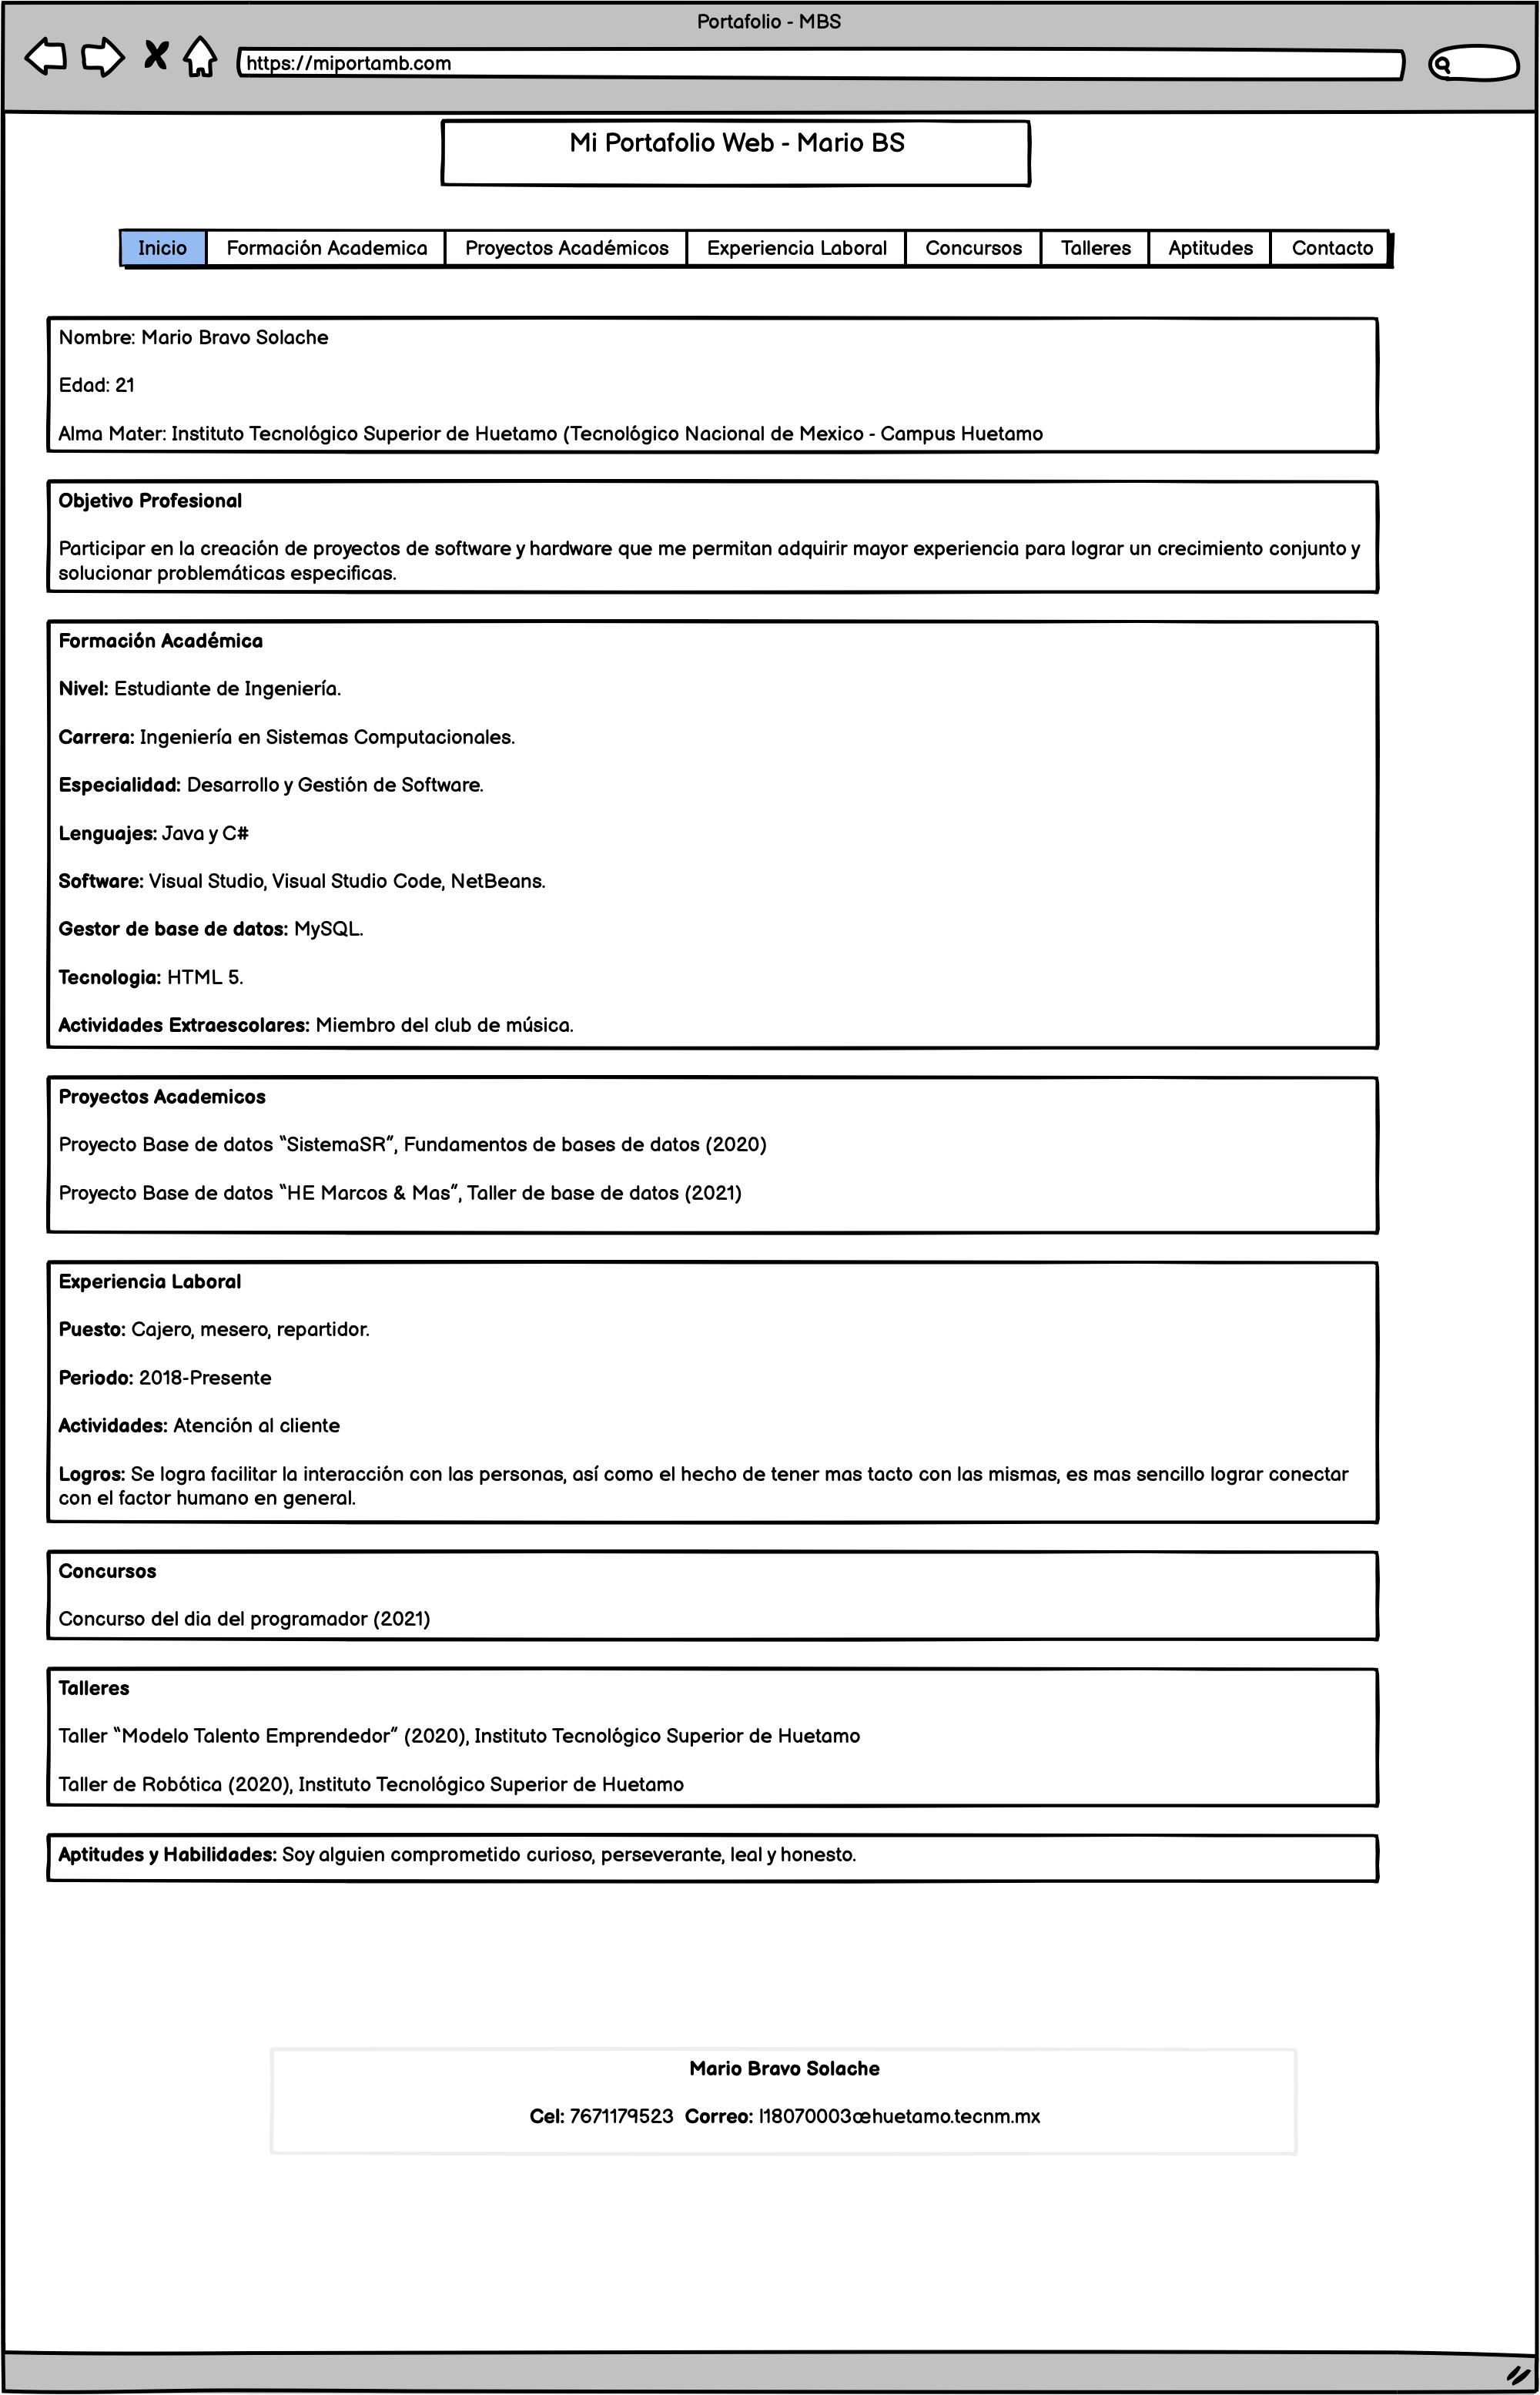 Portafolio - MBS
https://miportamb.com
Mi Portafolio Web - Mario BS
Inicio Formación Academica Proyectos Académicos Experiencia Laboral Concursos Talleres Aptitudes Contacto
Nombre: Mario Bravo Solache
Edad: 21
Alma Mater: Instituto Tecnológico Superior de Huetamo (Tecnológico Nacional de Mexico - Campus Huetamo
Objetivo Profesional
Participar en la creación de proyectos de software y hardware que me permitan adquirir mayor experiencia para lograr un crecimiento conjunto y
solucionar problemáticas especificas.
Formación Académica
Nivel: Estudiante de Ingeniería.
Carrera: Ingeniería en Sistemas Computacionales.
Especialidad: Desarrollo y Gestión de Software.
Lenguajes: Java y C#
Software: Visual Studio, Visual Studio Code, NetBeans.
Gestor de base de datos: MySQL.
Tecnologia: HTML 5.
Actividades Extraescolares: Miembro del club de música.
Proyectos Academicos
Proyecto Base de datos “SistemaSR”, Fundamentos de bases de datos (2020)
Proyecto Base de datos “HE Marcos & Mas”, Taller de base de datos (2021)
Experiencia Laboral
Puesto: Cajero, mesero, repartidor.
Periodo: 2018-Presente
Actividades: Atención al cliente
Logros: Se logra facilitar la interacción con las personas, así como el hecho de tener mas tacto con las mismas, es mas sencillo lograr conectar
con el factor humano en general.
Concursos
Concurso del dia del programador (2021)
Talleres
Taller “Modelo Talento Emprendedor” (2020), Instituto Tecnológico Superior de Huetamo
Taller de Robótica (2020), Instituto Tecnológico Superior de Huetamo
Aptitudes y Habilidades: Soy alguien comprometido curioso, perseverante, leal y honesto.
Mario Bravo Solache
Cel: 7671179523 Correo: l18070003œhuetamo.tecnm.mx